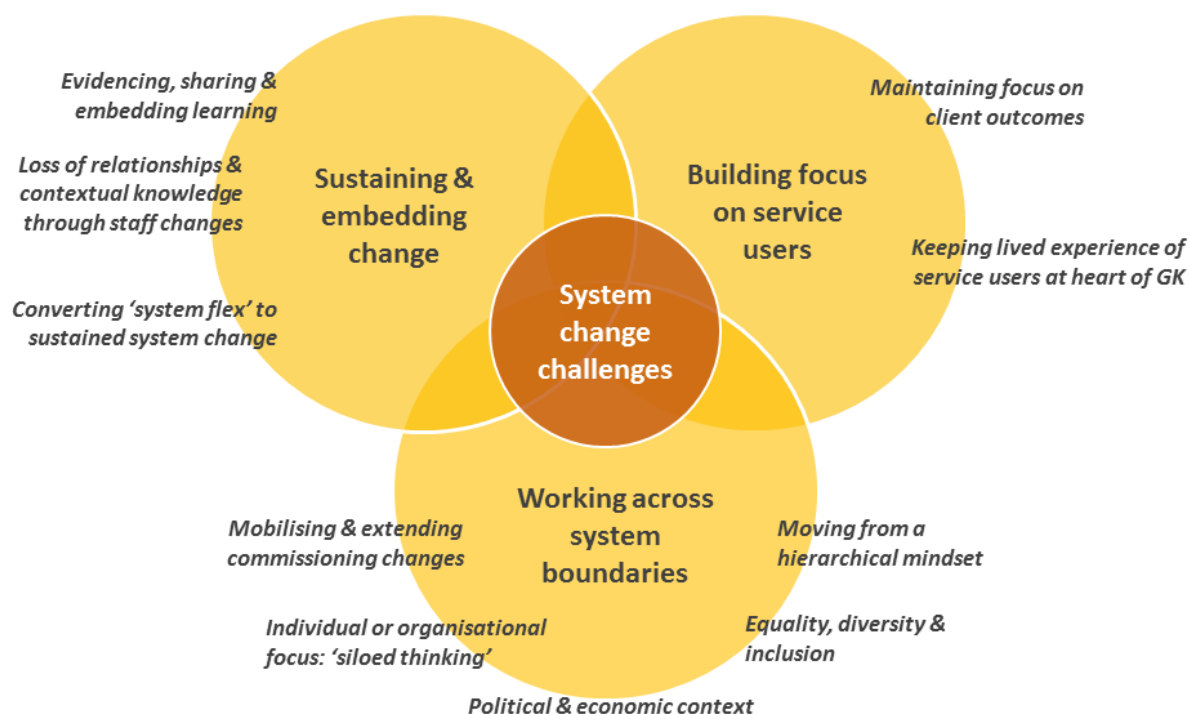 Evidencing, sharing &
embedding learning
Loss of relationships &
contextual knowledge
through staff changes
Converting ‘system flex’ to
sustained system change
Sustaining &
embedding
change
Building focus
on service
users
Maintaining focus on
client outcomes
Keeping lived experience of
service users at heart of GK
System
change
challenges
Working across
system
boundaries
Mobilising & extending
commissioning changes
Individual or organisational
focus: ‘siloed thinking’
Political & economic context
Moving from a
hierarchical mindset
Equality, diversity &
inclusion